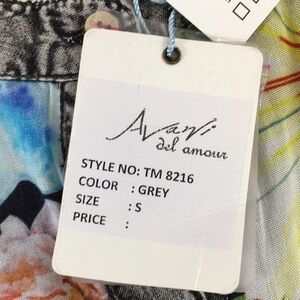 Avani
del amour
STYLE NO: TM 8216
COLOR : GREY
SIZE : S
PRICE :